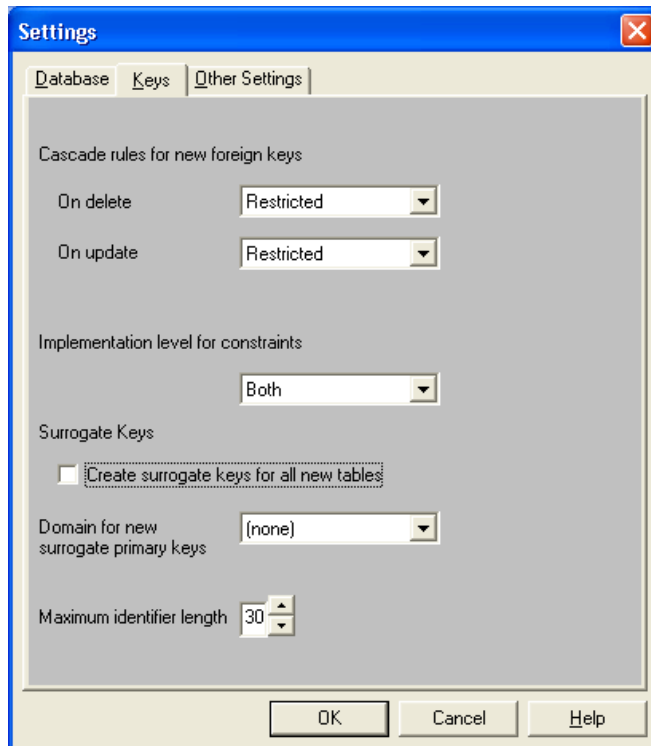 Settings
Database Keys Other Settings
Cascade rules for new foreign keys
On delete Restricted
On update Restricted
Implementation level for constraints
Both
Surrogate Keys
Create surrogate keys for all new tables
Domain for new (none)
surrogate primary keys
Maximum identifier length 30
OK Cancel Help